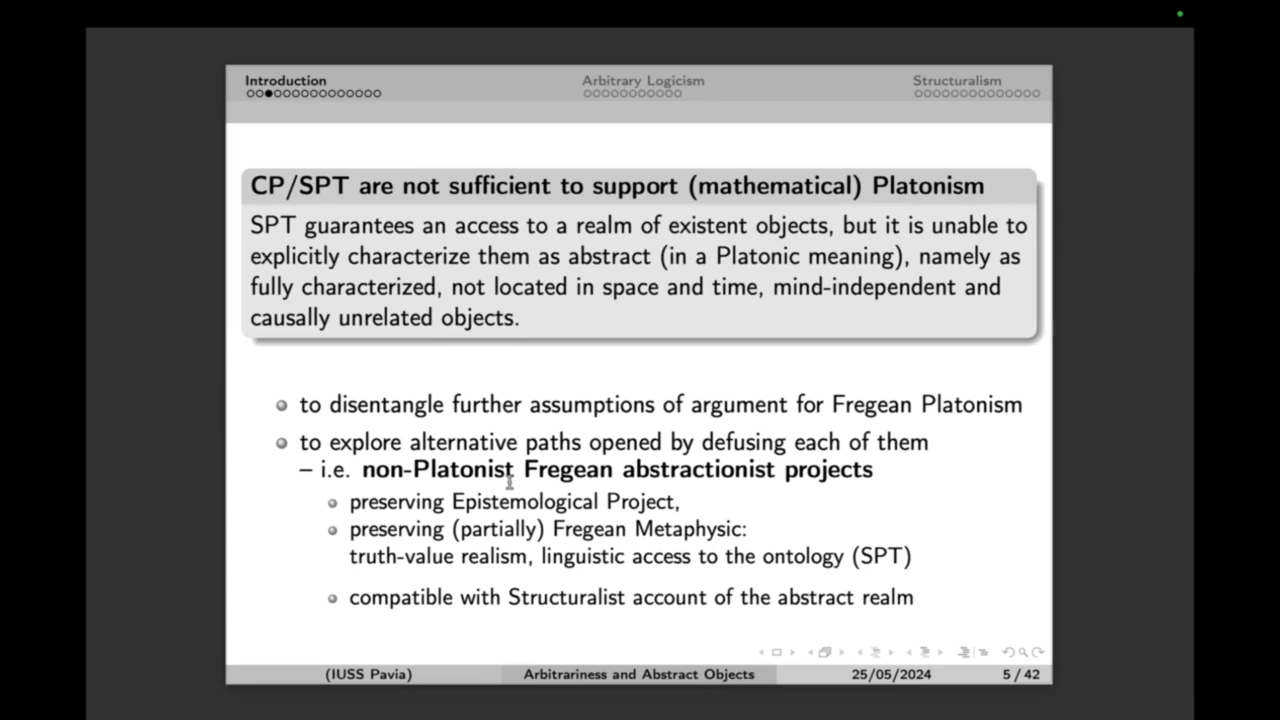 Introduction
Arbitrary Logicism
Structuralism
CP/SPT are not sufficient to support (mathematical) Platonism
SPT guarantees an access to a realm of existent objects, but it is unable to
explicitly characterize them as abstract (in a Platonic meaning), namely as
fully characterized, not located in space and time, mind-independent and
causally unrelated objects.
to disentangle further assumptions of argument for Fregean Platonism
to explore alternative paths opened by defusing each of them
– i.e. non-Platonist Fregean abstractionist projects
preserving Epistemological Project,
preserving (partially) Fregean Metaphysic:
truth-value realism, linguistic access to the ontology (SPT)
compatible with Structuralist account of the abstract realm
(IUSS Pavia)
Arbitrariness and Abstract Objects
25/05/2024
5 / 42